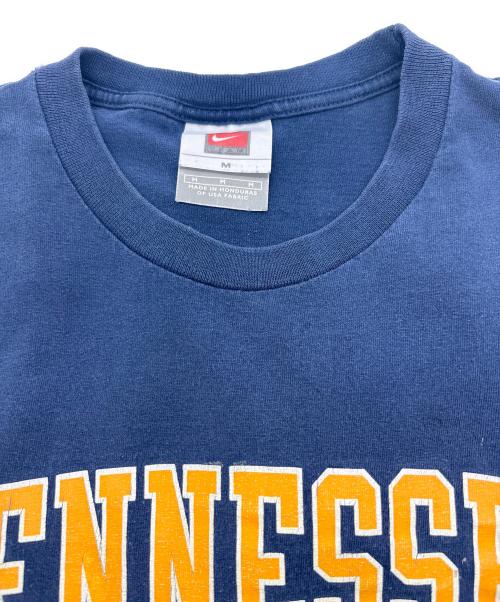 M
M M M
MADE IN HONDURAS
OF USA FABRIC
ENNESSE